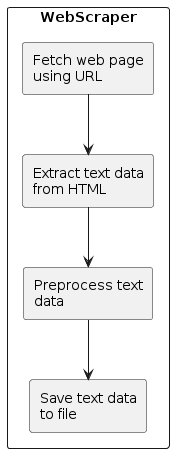 WebScraper
Fetch web page
using URL
Extract text data
from HTML
Preprocess text
data
Save text data
to file